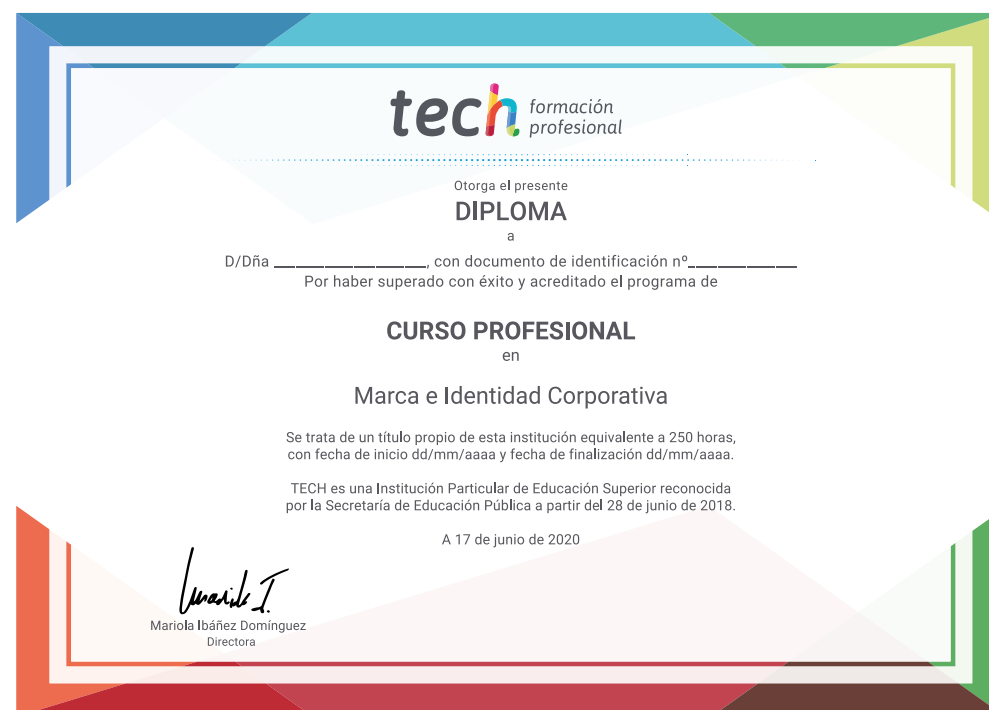 tech formación
profesional
Otorga el presente
DIPLOMA
a
D/Dña ____________________, con documento de identificación nº______________
Por haber superado con éxito y acreditado el programa de
CURSO PROFESIONAL
en
Marca e Identidad Corporativa
Se trata de un título propio de esta institución equivalente a 250 horas,
con fecha de inicio dd/mm/aaaa y fecha de finalización dd/mm/aaaa.
TECH es una Institución Particular de Educación Superior reconocida
por la Secretaría de Educación Pública a partir del 28 de junio de 2018.
A 17 de junio de 2020
Mariola I.
Mariola Ibáñez Domínguez
Directora